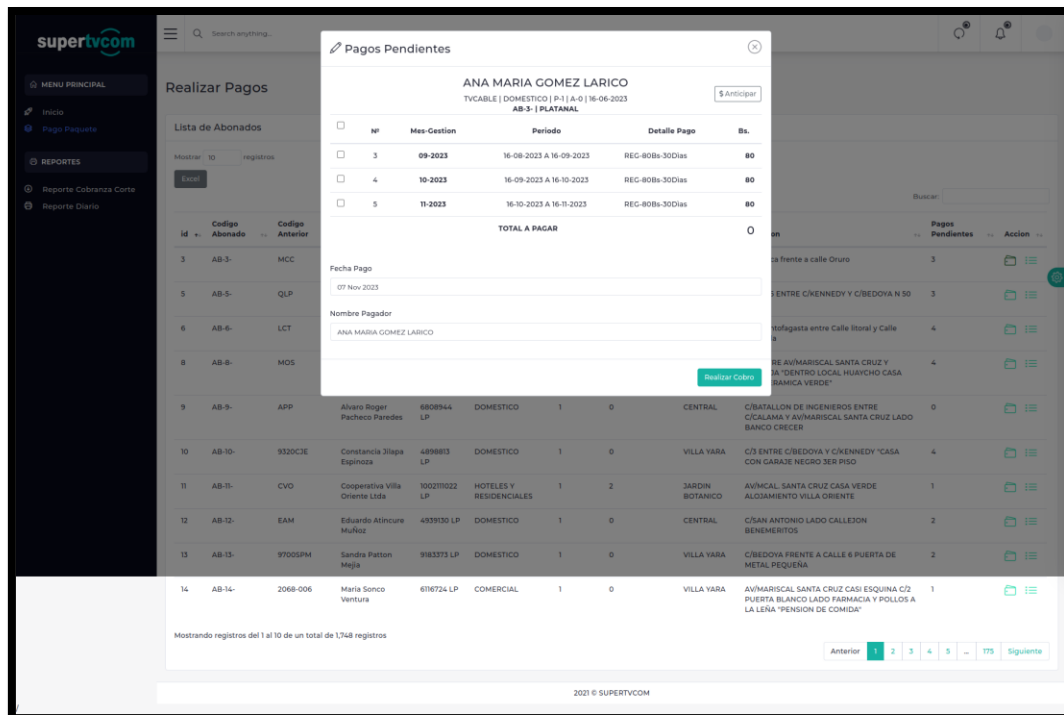 supertvcom
Search anything...
MENU PRINCIPAL
Inicio
Pago Paquete
REPORTES
Reporte Cobranza Corte
Reporte Diario
Realizar Pagos
Lista de Abonados
Mostrar 10 registros
Excel
Buscar:
Pagos Pendientes
ANA MARIA GOMEZ LARICO
TVCABLE | DOMESTICO | P-1 | A-0 | 16-06-2023
AB-3- | PLATANAL
$ Anticipar
Nº Mes-Gestion Periodo Detalle Pago Bs.
3 09-2023 16-08-2023 A 16-09-2023 REG-80Bs-30Dias 80
4 10-2023 16-09-2023 A 16-10-2023 REG-80Bs-30Dias 80
5 11-2023 16-10-2023 A 16-11-2023 REG-80Bs-30Dias 80
TOTAL A PAGAR 0
Fecha Pago
07 Nov 2023
Nombre Pagador
ANA MARIA GOMEZ LARICO
Realizar Cobro
Codigo Codigo Pagos
id Abonado Anterior Pendientes Accion
3 AB-3- MCC frente a calle Oruro 3
5 AB-5- QLP ENTRE C/KENNEDY Y C/BEDOYA N 50 3
6 AB-6- LCT entre Calle litoral y Calle 4
8 AB-8- MOS AV/MARISCAL SANTA CRUZ Y 4
"DENTRO LOCAL HUAYCHO CASA
VERDE"
9 AB-9- APP Alvaro Roger 6808944 DOMESTICO 1 0 CENTRAL C/BATALLON DE INGENIEROS ENTRE 0
Pacheco Paredes LP C/CALAMA Y AV/MARISCAL SANTA CRUZ LADO
BANCO CRECER
10 AB-10- 9320CJE Constancia Jilapa 4898813 DOMESTICO 1 0 VILLA YARA C/3 ENTRE C/BEDOYA Y C/KENNEDY "CASA 4
Espinoza LP CON GARAJE NEGRO 3ER PISO
11 AB-11- CVO Cooperativa Villa 1002111022 HOTELES Y 1 2 JARDIN AV/MCAL. SANTA CRUZ CASA VERDE 1
Oriente Ltda LP RESIDENCIALES BOTANICO ALOJAMIENTO VILLA ORIENTE
12 AB-12- EAM Eduardo Atincure 4939130 LP DOMESTICO 1 0 CENTRAL C/SAN ANTONIO LADO CALLEJON 2
Muñoz BENEMERITOS
13 AB-13- 9700SPM Sandra Patton 9183373 LP DOMESTICO 1 0 VILLA YARA C/BEDOYA FRENTE A CALLE 6 PUERTA DE 2
Mejia METAL PEQUEÑA
14 AB-14- 2068-006 Maria Sonco 6116724 LP COMERCIAL 1 0 VILLA YARA AV/MARISCAL SANTA CRUZ CASI ESQUINA C/2 1
Ventura PUERTA BLANCO LADO FARMACIA Y POLLOS A
LA LEÑA "PENSION DE COMIDA"
Mostrando registros del 1 al 10 de un total de 1,748 registros
Anterior 1 2 3 4 5 ... 175 Siguiente
2021 © SUPERTVCOM